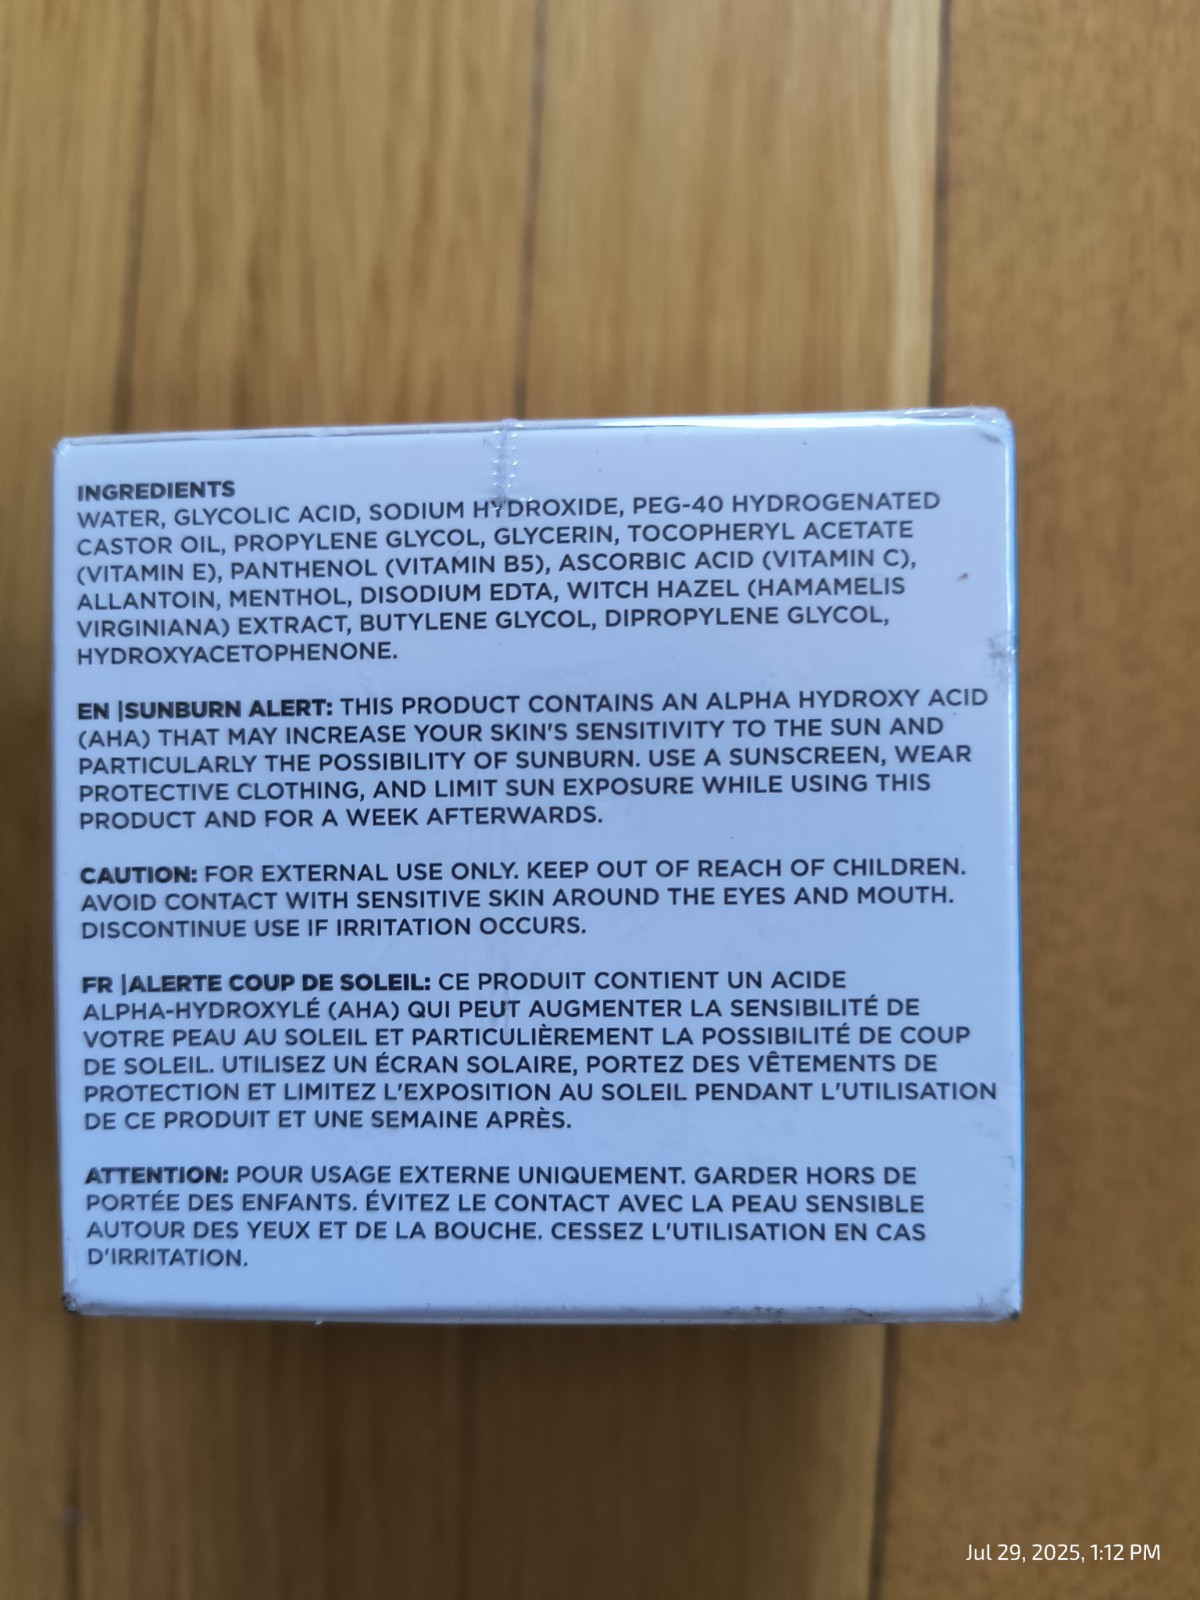 INGREDIENTS
WATER, GLYCOLIC ACID, SODIUM HYDROXIDE, PEG-40 HYDROGENATED
CASTOR OIL, PROPYLENE GLYCOL, GLYCERIN, TOCOPHERYL ACETATE
(VITAMIN E), PANTHENOL (VITAMIN B5), ASCORBIC ACID (VITAMIN C),
ALLANTOIN, MENTHOL, DISODIUM EDTA, WITCH HAZEL (HAMAMELIS
VIRGINIANA) EXTRACT, BUTYLENE GLYCOL, DIPROPYLENE GLYCOL,
HYDROXYACETOPHENONE.
EN |SUNBURN ALERT: THIS PRODUCT CONTAINS AN ALPHA HYDROXY ACID
(AHA) THAT MAY INCREASE YOUR SKIN'S SENSITIVITY TO THE SUN AND
PARTICULARLY THE POSSIBILITY OF SUNBURN. USE A SUNSCREEN, WEAR
PROTECTIVE CLOTHING, AND LIMIT SUN EXPOSURE WHILE USING THIS
PRODUCT AND FOR A WEEK AFTERWARDS.
CAUTION: FOR EXTERNAL USE ONLY. KEEP OUT OF REACH OF CHILDREN.
AVOID CONTACT WITH SENSITIVE SKIN AROUND THE EYES AND MOUTH.
DISCONTINUE USE IF IRRITATION OCCURS.
FR |ALERTE COUP DE SOLEIL: CE PRODUIT CONTIENT UN ACIDE
ALPHA-HYDROXYLÉ (AHA) QUI PEUT AUGMENTER LA SENSIBILITÉ DE
VOTRE PEAU AU SOLEIL ET PARTICULIÈREMENT LA POSSIBILITÉ DE COUP
DE SOLEIL. UTILISEZ UN ÉCRAN SOLAIRE, PORTEZ DES VÊTEMENTS DE
PROTECTION ET LIMITEZ L'EXPOSITION AU SOLEIL PENDANT L'UTILISATION
DE CE PRODUIT ET UNE SEMAINE APRÈS.
ATTENTION: POUR USAGE EXTERNE UNIQUEMENT. GARDER HORS DE
PORTÉE DES ENFANTS. ÉVITEZ LE CONTACT AVEC LA PEAU SENSIBLE
AUTOUR DES YEUX ET DE LA BOUCHE. CESSEZ L'UTILISATION EN CAS
D'IRRITATION.
Jul 29, 2025, 1:12 PM